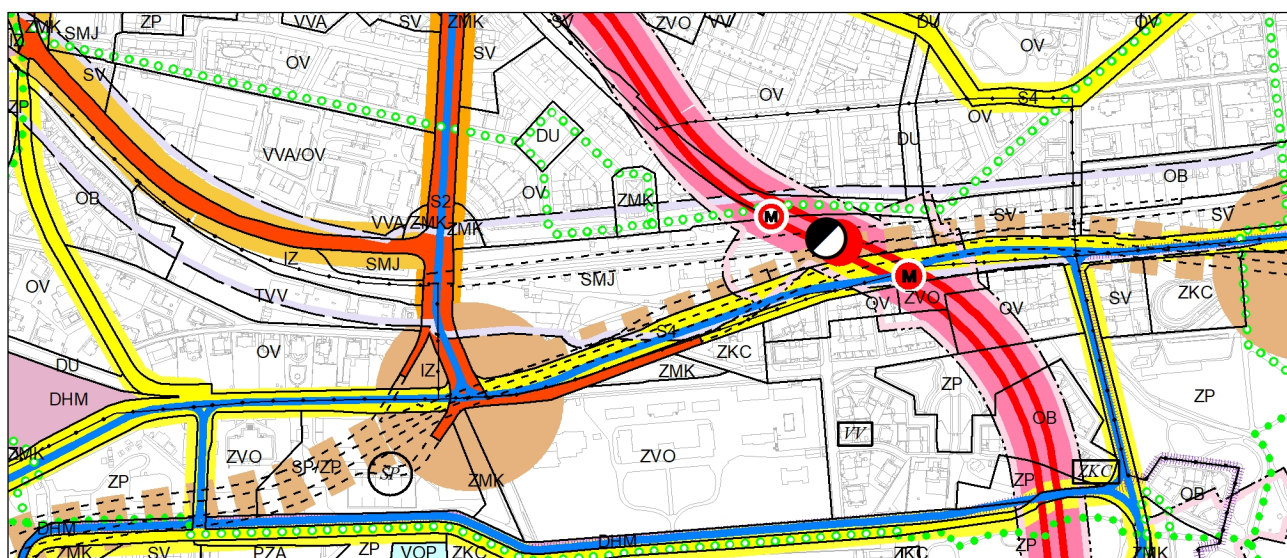 ZMK
ZP
VVA
SV
ZMK
SV
ZVO
VV
DU
OV
SMJ
OV
SV
OV
SV
OV
S4
OV
ZP
DU
DU
VVA/OV
OV
ZMK
OB
OB
S2
VVA
ZMK
ZMK
M
SV
SV
IZ
SMJ
SMJ
M
OV
TVV
OV
ZVO
OV
SV
ZKC
S4
OV
ZKC
DU
IZ
ZMK
DHM
ZP
ZP
OB
VV
ZMK
ZVO
SP/ZP
SP
ZVO
ZKC
ZP
ZMK
ZP
OB
DHM
DHM
ZMK
SV
PZA
ZP
VOP
ZKC
ZKC
ZP
ZMK